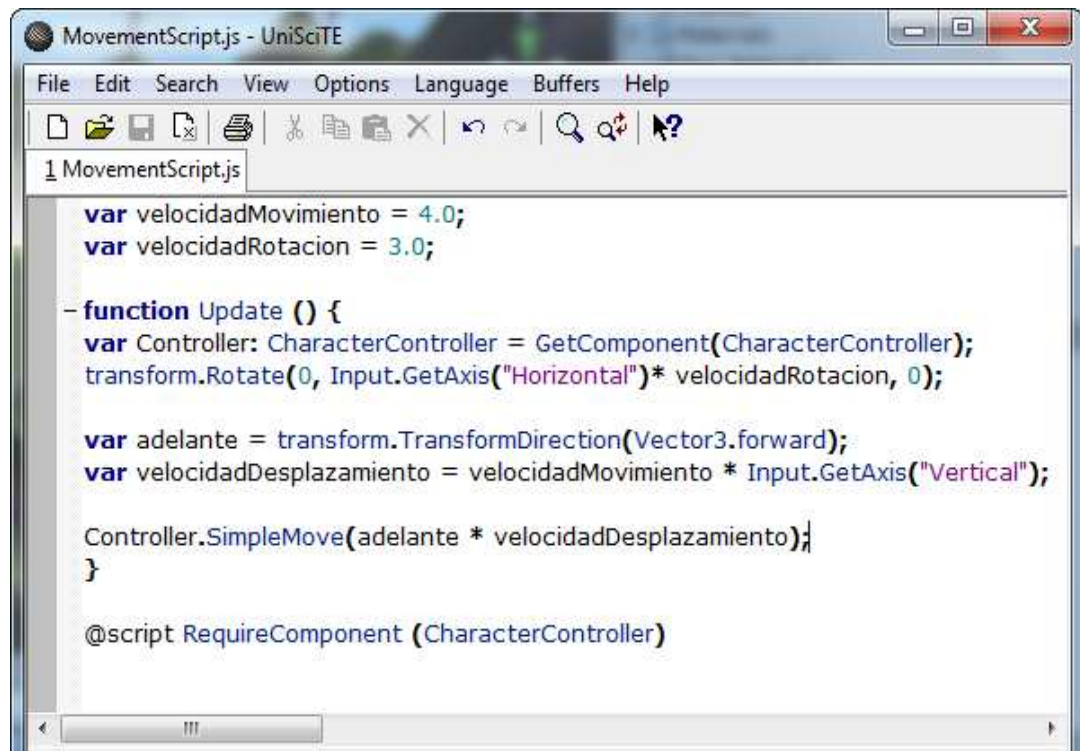 MovementScript.js - UniSciTE
File Edit Search View Options Language Buffers Help
1 MovementScript.js
var velocidadMovimiento = 4.0;
var velocidadRotacion = 3.0;
function Update () {
var Controller: CharacterController = GetComponent(CharacterController);
transform.Rotate(0, Input.GetAxis("Horizontal")* velocidadRotacion, 0);
var adelante = transform.TransformDirection(Vector3.forward);
var velocidadDesplazamiento = velocidadMovimiento * Input.GetAxis("Vertical");
Controller.SimpleMove(adelante * velocidadDesplazamiento);
}
@script RequireComponent (CharacterController)